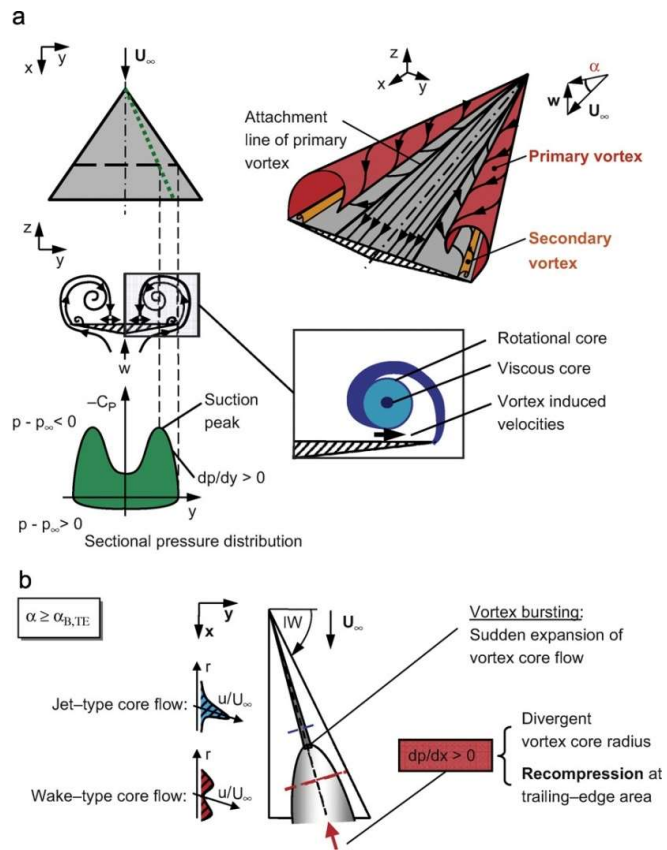 a
x
y
U∞
z
x
y
α
w
U∞
Attachment
line of primary
vortex
Primary vortex
Secondary
vortex
z
y
w
–CP
p - p∞< 0
Suction
peak
dp/dy > 0
y
p - p∞> 0
Sectional pressure distribution
Rotational core
Viscous core
Vortex induced
velocities
b
α ≥ αB,TE
y
x
U∞
r
u/U∞
Jet–type core flow:
r
u/U∞
Wake–type core flow:
Vortex bursting:
Sudden expansion of
vortex core flow
dp/dx > 0
Divergent
vortex core radius
Recompression at
trailing–edge area